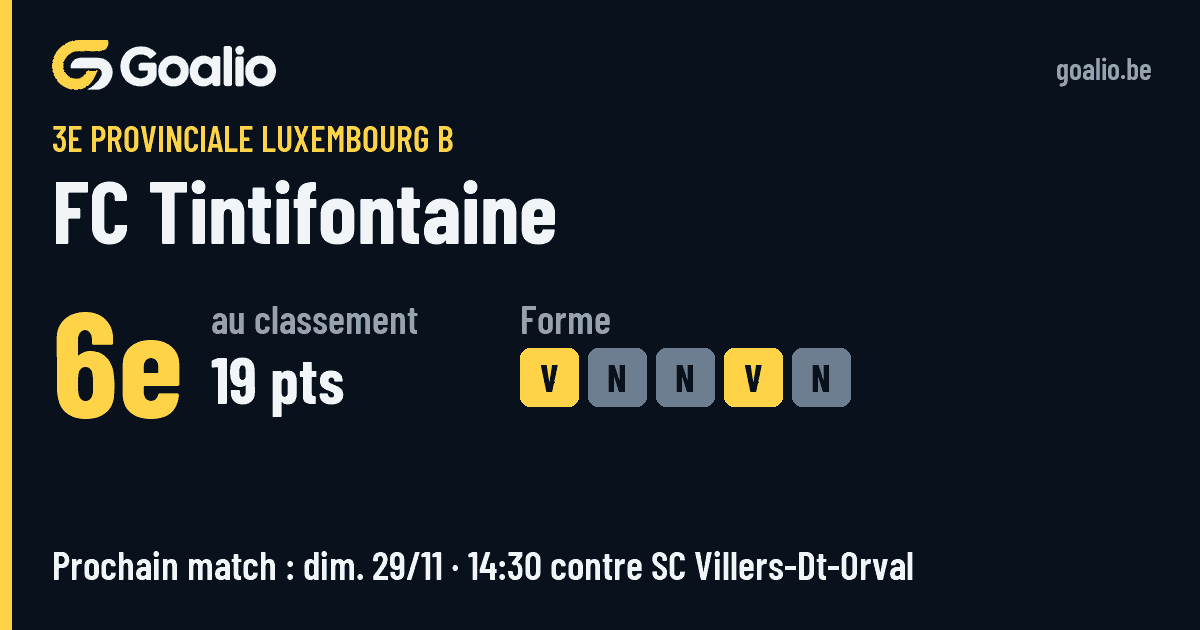 Goalio
goalio.be
3E PROVINCIALE LUXEMBOURG B
FC Tintifontaine
6e
au classement
19 pts
Forme
V N N V N
Prochain match : dim. 29/11 · 14:30 contre SC Villers-Dt-Orval